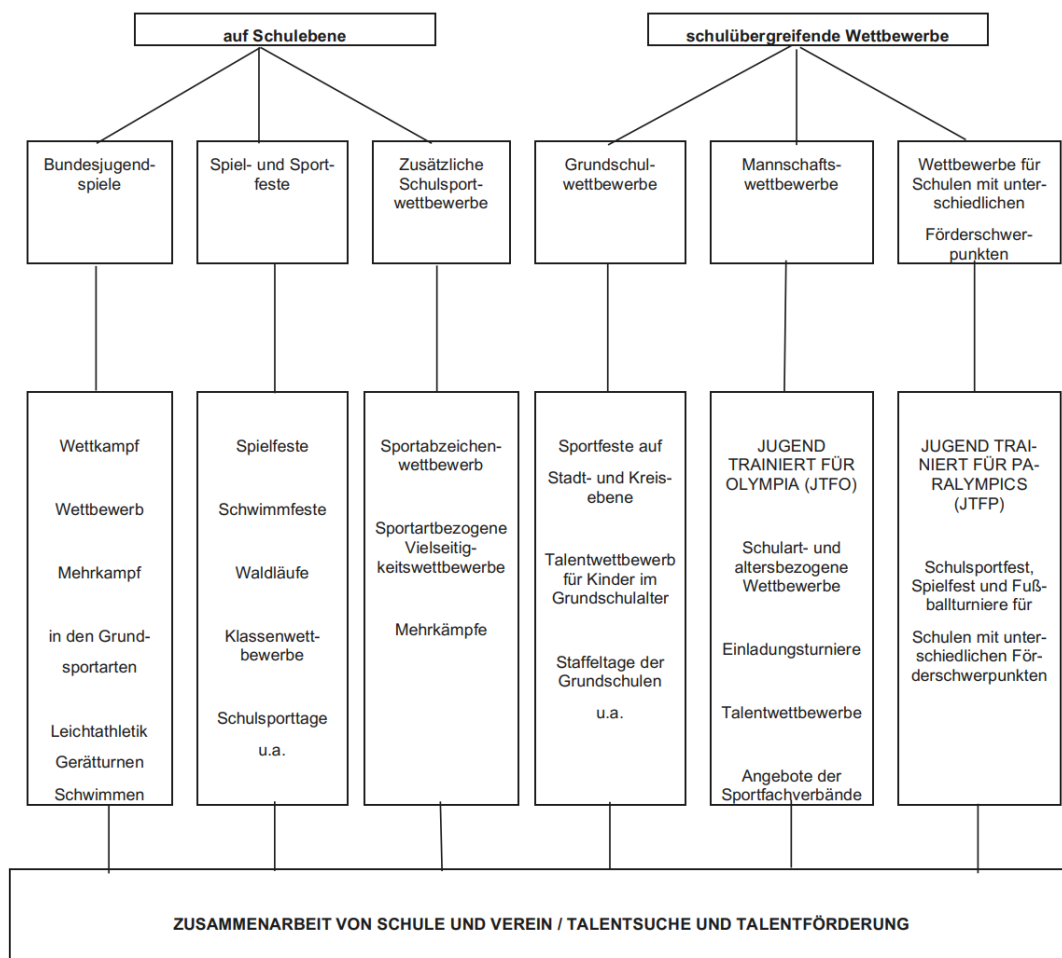 auf Schulebene
schulübergreifende Wettbewerbe
Bundesjugend-
spiele
Spiel- und Sport-
feste
Zusätzliche
Schulsport-
wettbewerbe
Grundschul-
wettbewerbe
Mannschafts-
wettbewerbe
Wettbewerbe für
Schulen mit unter-
schiedlichen
Förderschwer-
punkten
Wettkampf
Wettbewerb
Mehrkampf
in den Grund-
sportarten
Leichtathletik
Gerätturnen
Schwimmen
Spielfeste
Schwimmfeste
Waldläufe
Klassenwett-
bewerbe
Schulsporttage
u.a.
Sportabzeichen-
wettbewerb
Sportartbezogene
Vielseitig-
keitswettbewerbe
Mehrkämpfe
Sportfeste auf
Stadt- und Kreis-
ebene
Talentwettbewerb
für Kinder im
Grundschulalter
Staffeltage der
Grundschulen
u.a.
JUGEND
TRAINIERT FÜR
OLYMPIA (JTFO)
Schulart- und
altersbezogene
Wettbewerbe
Einladungsturniere
Talentwettbewerbe
Angebote der
Sportfachverbände
JUGEND TRAI-
NIERT FÜR PA-
RALYMPICS
(JTFP)
Schulsportfest,
Spielfest und Fuß-
ballturniere für
Schulen mit unter-
schiedlichen För-
derschwerpunkten
ZUSAMMENARBEIT VON SCHULE UND VEREIN / TALENTSUCHE UND TALENTFÖRDERUNG